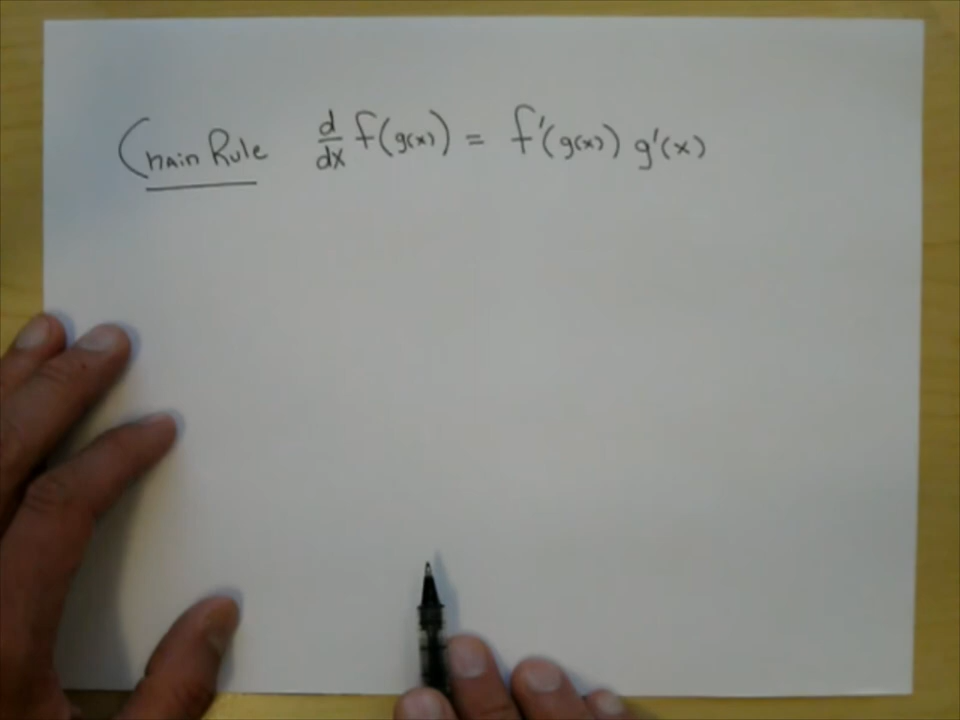 Chain Rule d/dx f(g(x)) = f'(g(x)) g'(x)